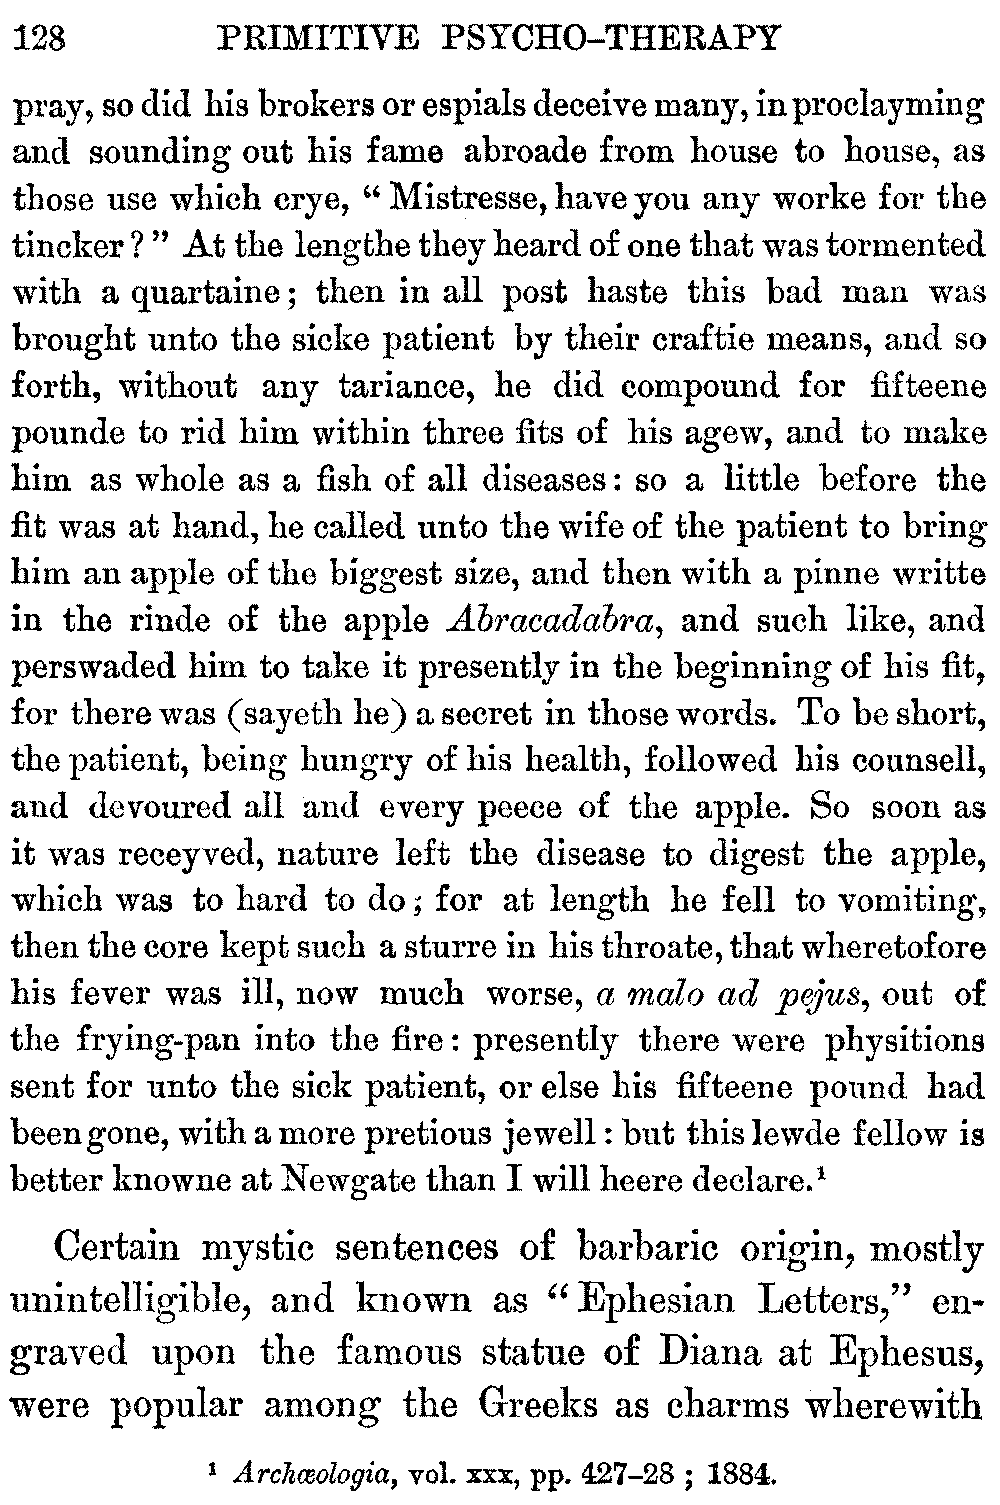 128 PRIMITIVE PSYCHO-THERAPY
pray, so did his brokers or espials deceive many, in proclayming
and sounding out his fame abroade from house to house, as
those use which crye, “Mistresse, have you any worke for the
tincker?” At the lengthe they heard of one that was tormented
with a quartaine; then in all post haste this bad man was
brought unto the sicke patient by their craftie means, and so
forth, without any tariance, he did compound for fifteene
pounde to rid him within three fits of his agew, and to make
him as whole as a fish of all diseases: so a little before the
fit was at hand, he called unto the wife of the patient to bring
him an apple of the biggest size, and then with a pinne writte
in the rinde of the apple Abracadabra, and such like, and
perswaded him to take it presently in the beginning of his fit,
for there was (sayeth he) a secret in those words. To be short,
the patient, being hungry of his health, followed his counsell,
and devoured all and every peece of the apple. So soon as
it was receyved, nature left the disease to digest the apple,
which was to hard to do; for at length he fell to vomiting,
then the core kept such a sturre in his throate, that wheretofore
his fever was ill, now much worse, a malo ad pejus, out of
the frying-pan into the fire: presently there were physitions
sent for unto the sick patient, or else his fifteene pound had
been gone, with a more pretious jewell: but this lewde fellow is
better knowne at Newgate than I will heere declare.¹
Certain mystic sentences of barbaric origin, mostly
unintelligible, and known as “Ephesian Letters,” en-
graved upon the famous statue of Diana at Ephesus,
were popular among the Greeks as charms wherewith
¹ Archæologia, vol. xxx, pp. 427–28; 1884.